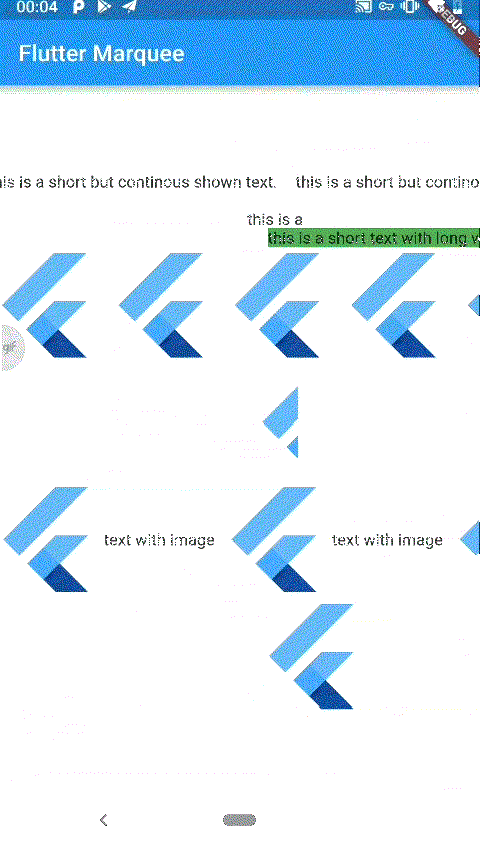 00:04
Flutter Marquee
his is a short but continous shown text. this is a short but contino
this is a
this is a short text with long
gif
text with image text with image